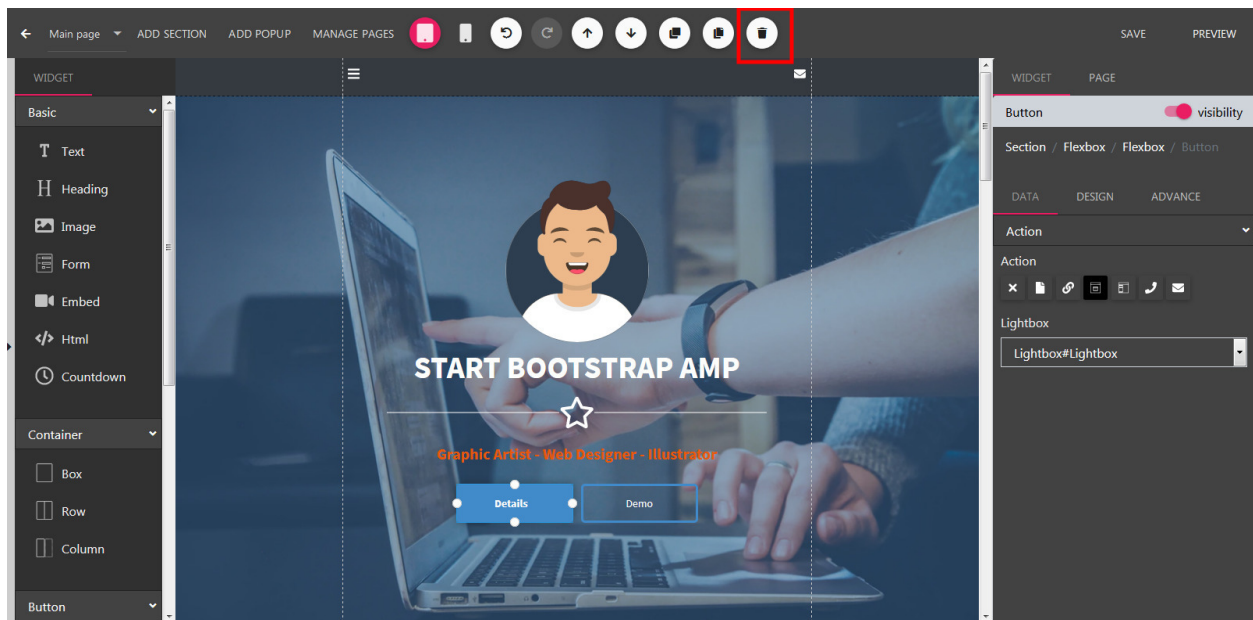 Main page
ADD SECTION
ADD POPUP
MANAGE PAGES
SAVE
PREVIEW
WIDGET
Basic
Text
Heading
Image
Form
Embed
Html
Countdown
Container
Box
Row
Column
Button
START BOOTSTRAP AMP
Graphic Artist - Web Designer - Illustrator
Details
Demo
WIDGET
PAGE
Button
visibility
Section / Flexbox / Flexbox / Button
DATA
DESIGN
ADVANCE
Action
Action
Lightbox
Lightbox#Lightbox